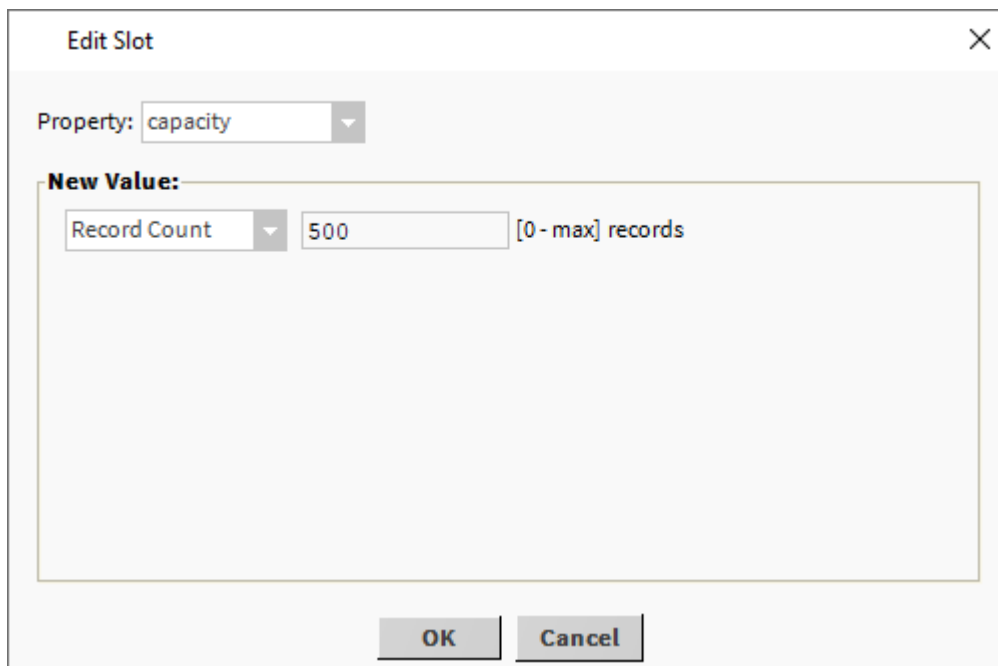 Edit Slot
Property: capacity
New Value:
Record Count 500 [0 - max] records
OK Cancel